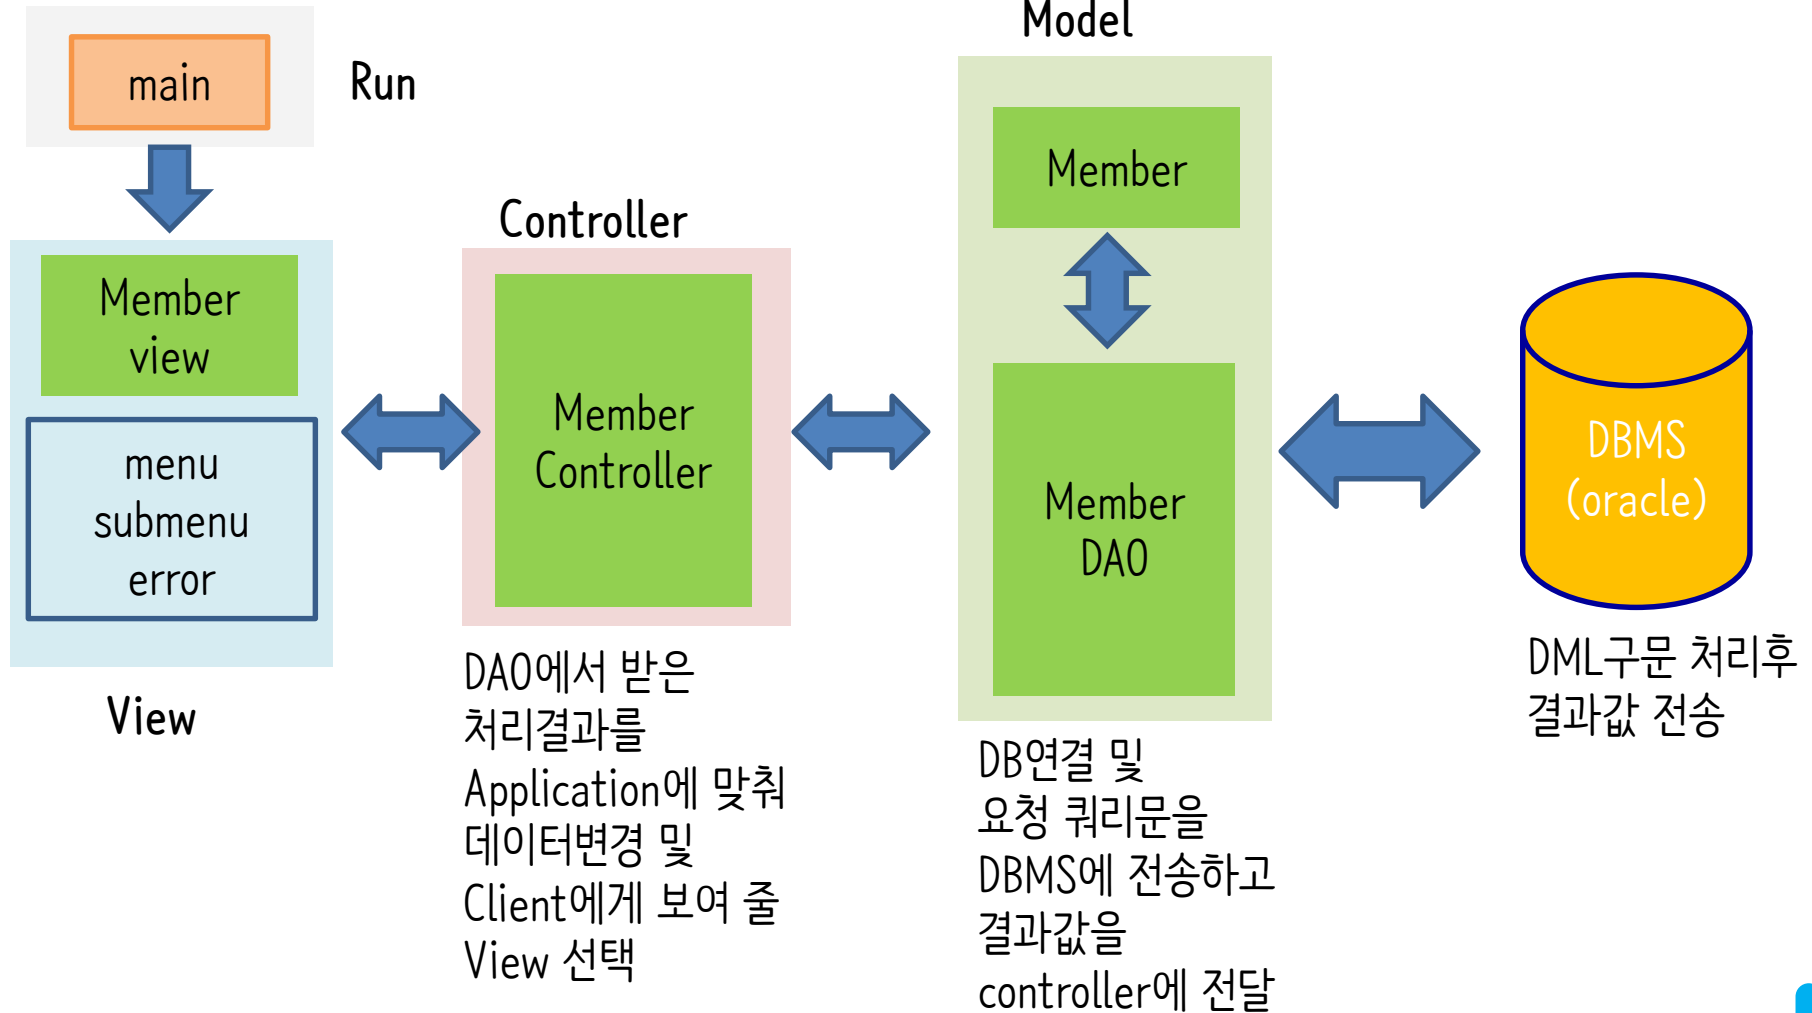 main
Run
Member
view
menu
submenu
error
View
Controller
Member
Controller
DAO에서 받은
처리결과를
Application에 맞춰
데이터변경 및
Client에게 보여 줄
View 선택
Model
Member
Member
DAO
DB연결 및
요청 쿼리문을
DBMS에 전송하고
결과값을
controller에 전달
DBMS
(oracle)
DML구문 처리후
결과값 전송